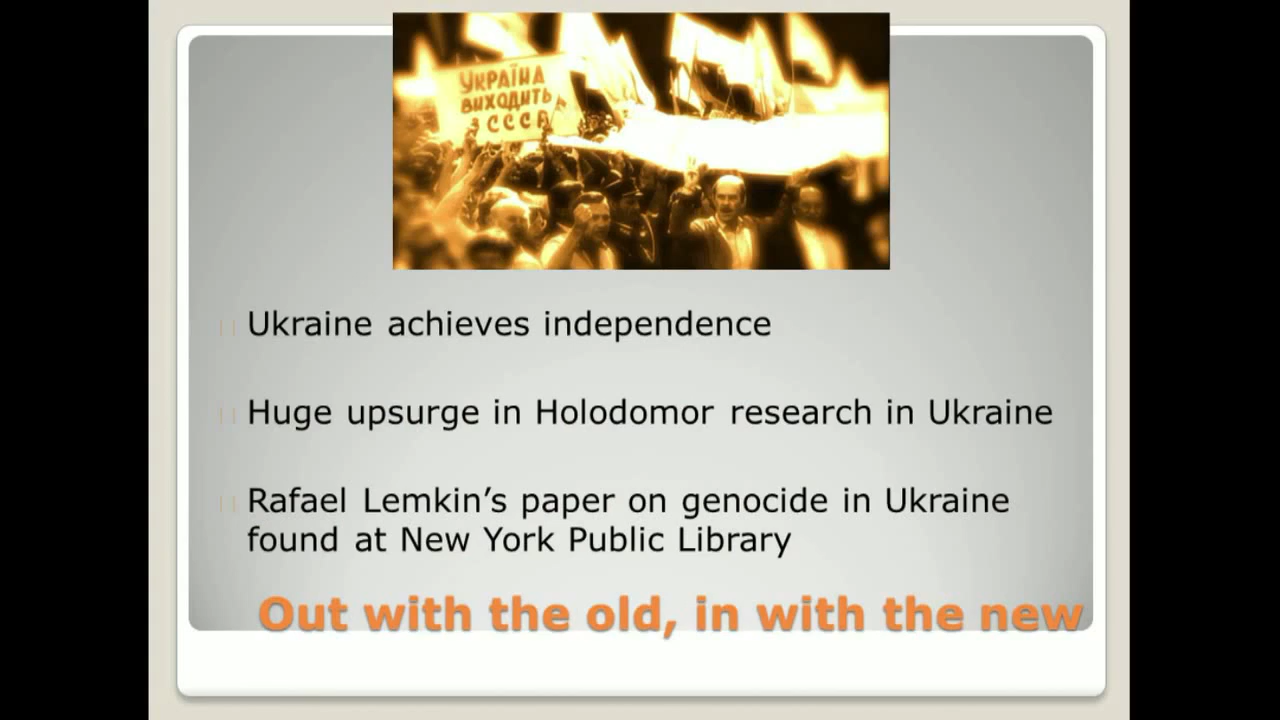 УКРАЇНА
ВИХОДИТЬ
З СССР
Ukraine achieves independence
Huge upsurge in Holodomor research in Ukraine
Rafael Lemkin’s paper on genocide in Ukraine
found at New York Public Library
Out with the old, in with the new